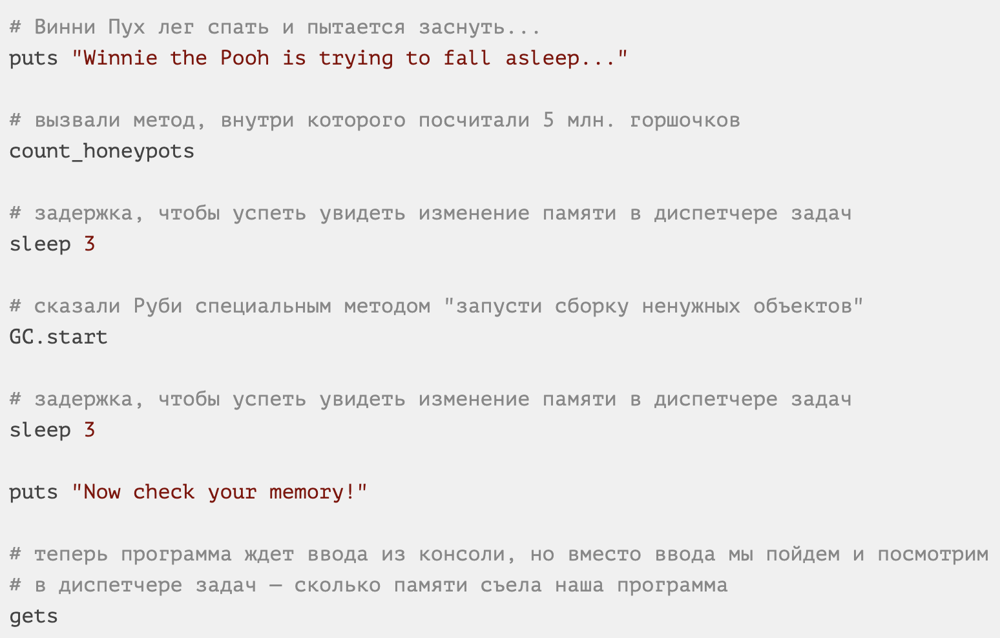 # Винни Пух лег спать и пытается заснуть...
puts "Winnie the Pooh is trying to fall asleep..."
# вызвали метод, внутри которого посчитали 5 млн. горшочков
count_honeypots
# задержка, чтобы успеть увидеть изменение памяти в диспетчере задач
sleep 3
# сказали Руби специальным методом "запусти сборку ненужных объектов"
GC.start
# задержка, чтобы успеть увидеть изменение памяти в диспетчере задач
sleep 3
puts "Now check your memory!"
# теперь программа ждет ввода из консоли, но вместо ввода мы пойдем и посмотрим
# в диспетчере задач — сколько памяти съела наша программа
gets